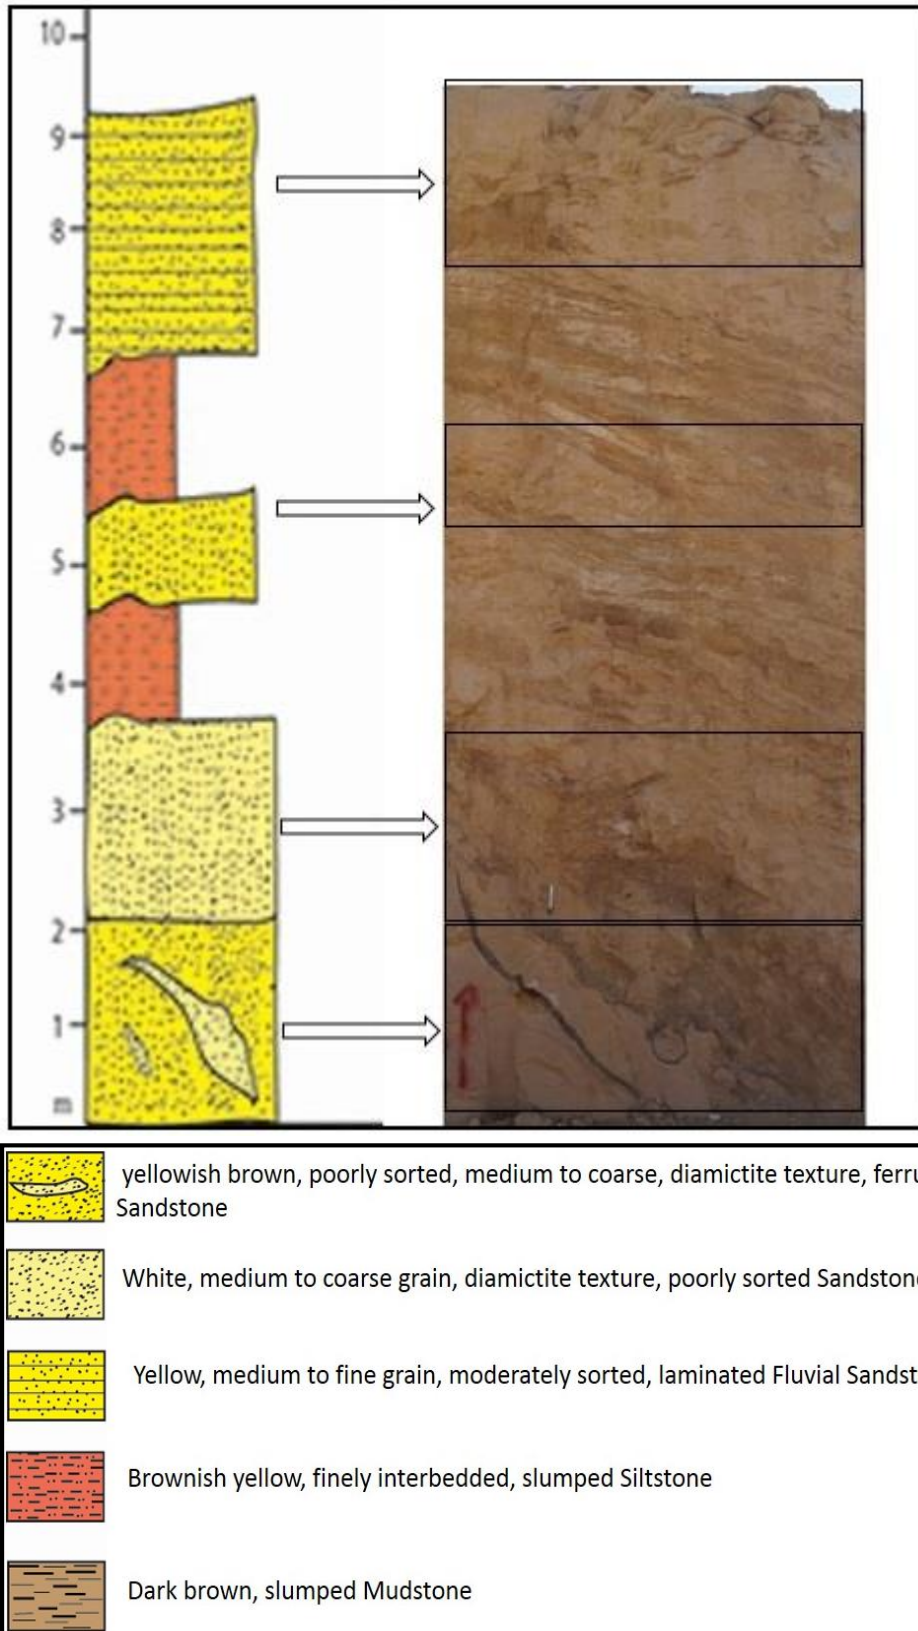 10
9
8
7
6
5
4
3
2
1
m
yellowish brown, poorly sorted, medium to coarse, diamictite texture,
Sandstone
White, medium to coarse grain, diamictite texture, poorly sorted
Yellow, medium to fine grain, moderately sorted, laminated Fluvial
Brownish yellow, finely interbedded, slumped Siltstone
Dark brown, slumped Mudstone